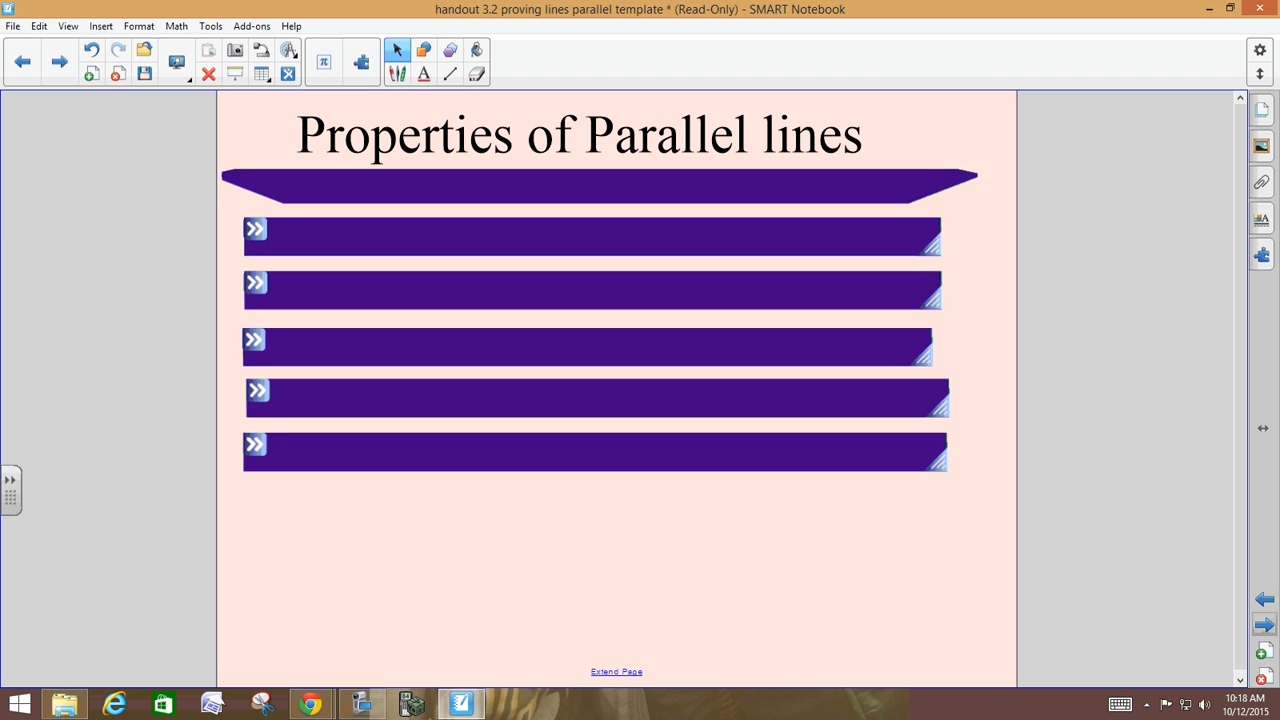 handout 3.2 proving lines parallel template * (Read-Only) - SMART Notebook
File Edit View Insert Format Math Tools Add-ons Help
Properties of Parallel lines
Extend Page
10:18 AM
10/12/2015